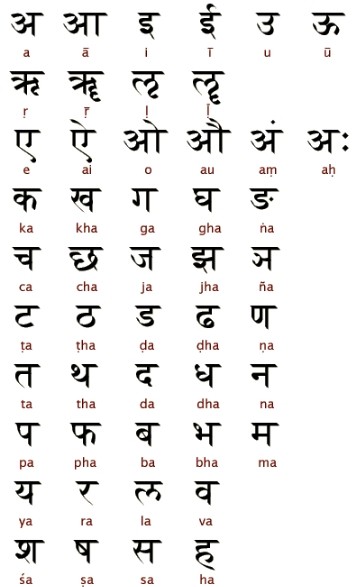 अ आ इ ई उ ऊ
a ā i ī u ū
ऋ ॠ ऌ ॡ
ṛ ṝ ḷ ḹ
ए ऐ ओ औ अं अः
e ai o au aṃ aḥ
क ख ग घ ङ
ka kha ga gha ṅa
च छ ज झ ञ
ca cha ja jha ña
ट ठ ड ढ ण
ṭa ṭha ḍa ḍha ṇa
त थ द ध न
ta tha da dha na
प फ ब भ म
pa pha ba bha ma
य र ल व
ya ra la va
श ष स ह
śa ṣa sa ha